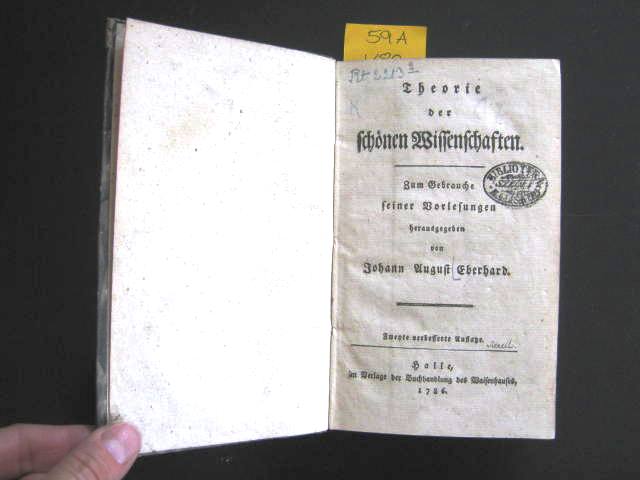 59A
Theorie
der
schönen Wissenschaften.
Zum Gebrauche
seiner Vorlesungen
herausgegeben
von
Johann August Eberhard.
Zweyte verbesserte Auflage.
Halle,
im Verlage der Buchhandlung des Waisenhauses,
1786.